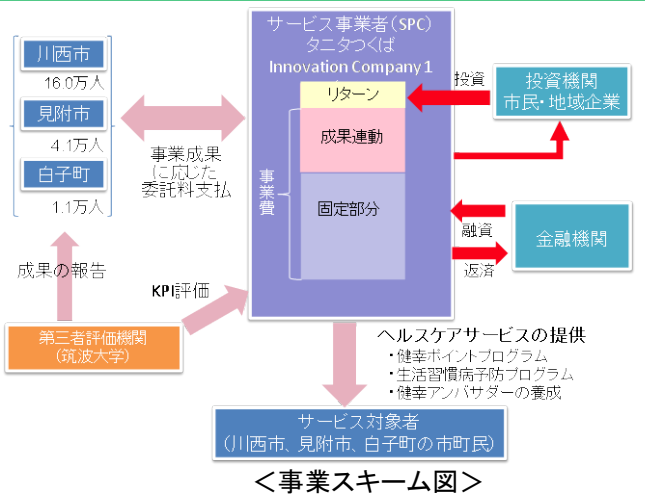 サービス事業者(SPC)
タニタつくば
Innovation Company 1
リターン
成果連動
固定部分
事業費
川西市
16.0万人
見附市
4.1万人
白子町
1.1万人
事業成果
に応じた
委託料支払
投資
投資機関
市民・地域企業
融資
返済
金融機関
成果の報告
KPI評価
第三者評価機関
(筑波大学)
ヘルスケアサービスの提供
・健幸ポイントプログラム
・生活習慣病予防プログラム
・健幸アンバサダーの養成
サービス対象者
(川西市、見附市、白子町の市町民)
＜事業スキーム図＞